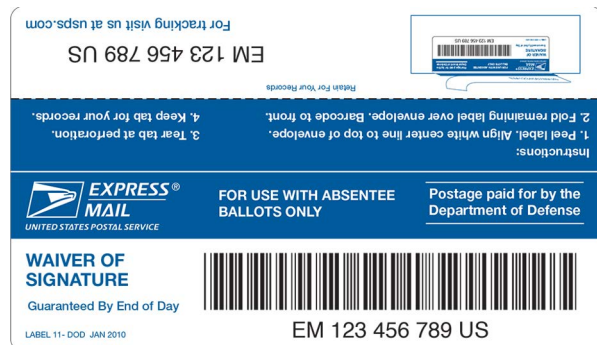 For tracking visit us at usps.com
EM 123 456 789 US
Retain For Your Records
Instructions:
1. Peel label. Align white center line to top of envelope.
2. Fold remaining label over envelope. Barcode to front.
3. Tear tab at perforation.
4. Keep tab for your records.
EXPRESS®
MAIL
UNITED STATES POSTAL SERVICE
FOR USE WITH ABSENTEE
BALLOTS ONLY
Postage paid for by the
Department of Defense
WAIVER OF
SIGNATURE
Guaranteed By End of Day
LABEL 11- DOD JAN 2010
EM 123 456 789 US